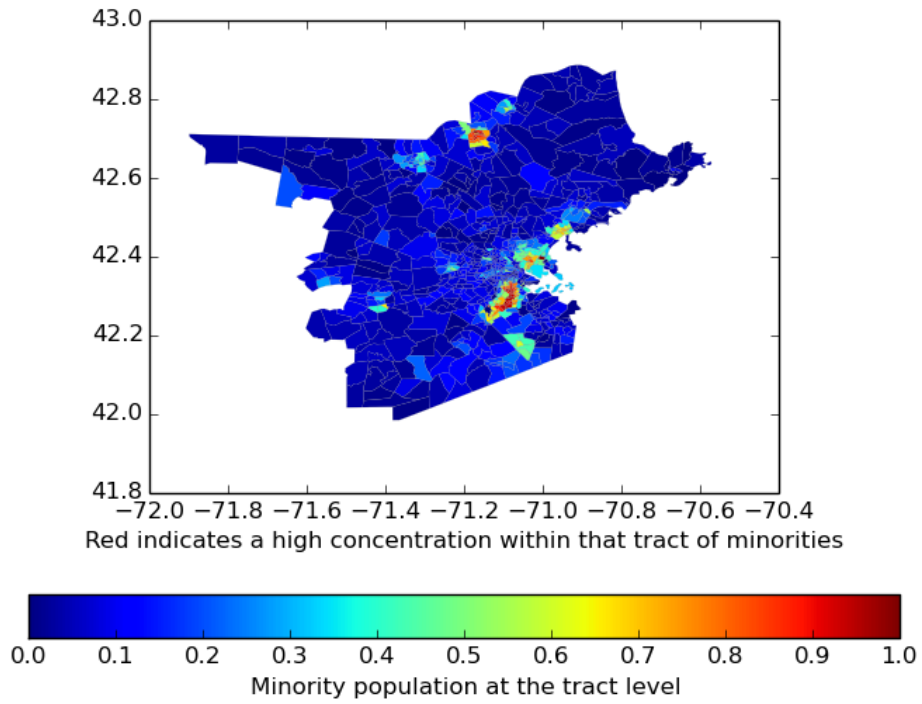 43.0
42.8
42.6
42.4
42.2
42.0
41.8
−72.0 −71.8 −71.6 −71.4 −71.2 −71.0 −70.8 −70.6 −70.4
Red indicates a high concentration within that tract of minorities
0.0 0.1 0.2 0.3 0.4 0.5 0.6 0.7 0.8 0.9 1.0
Minority population at the tract level